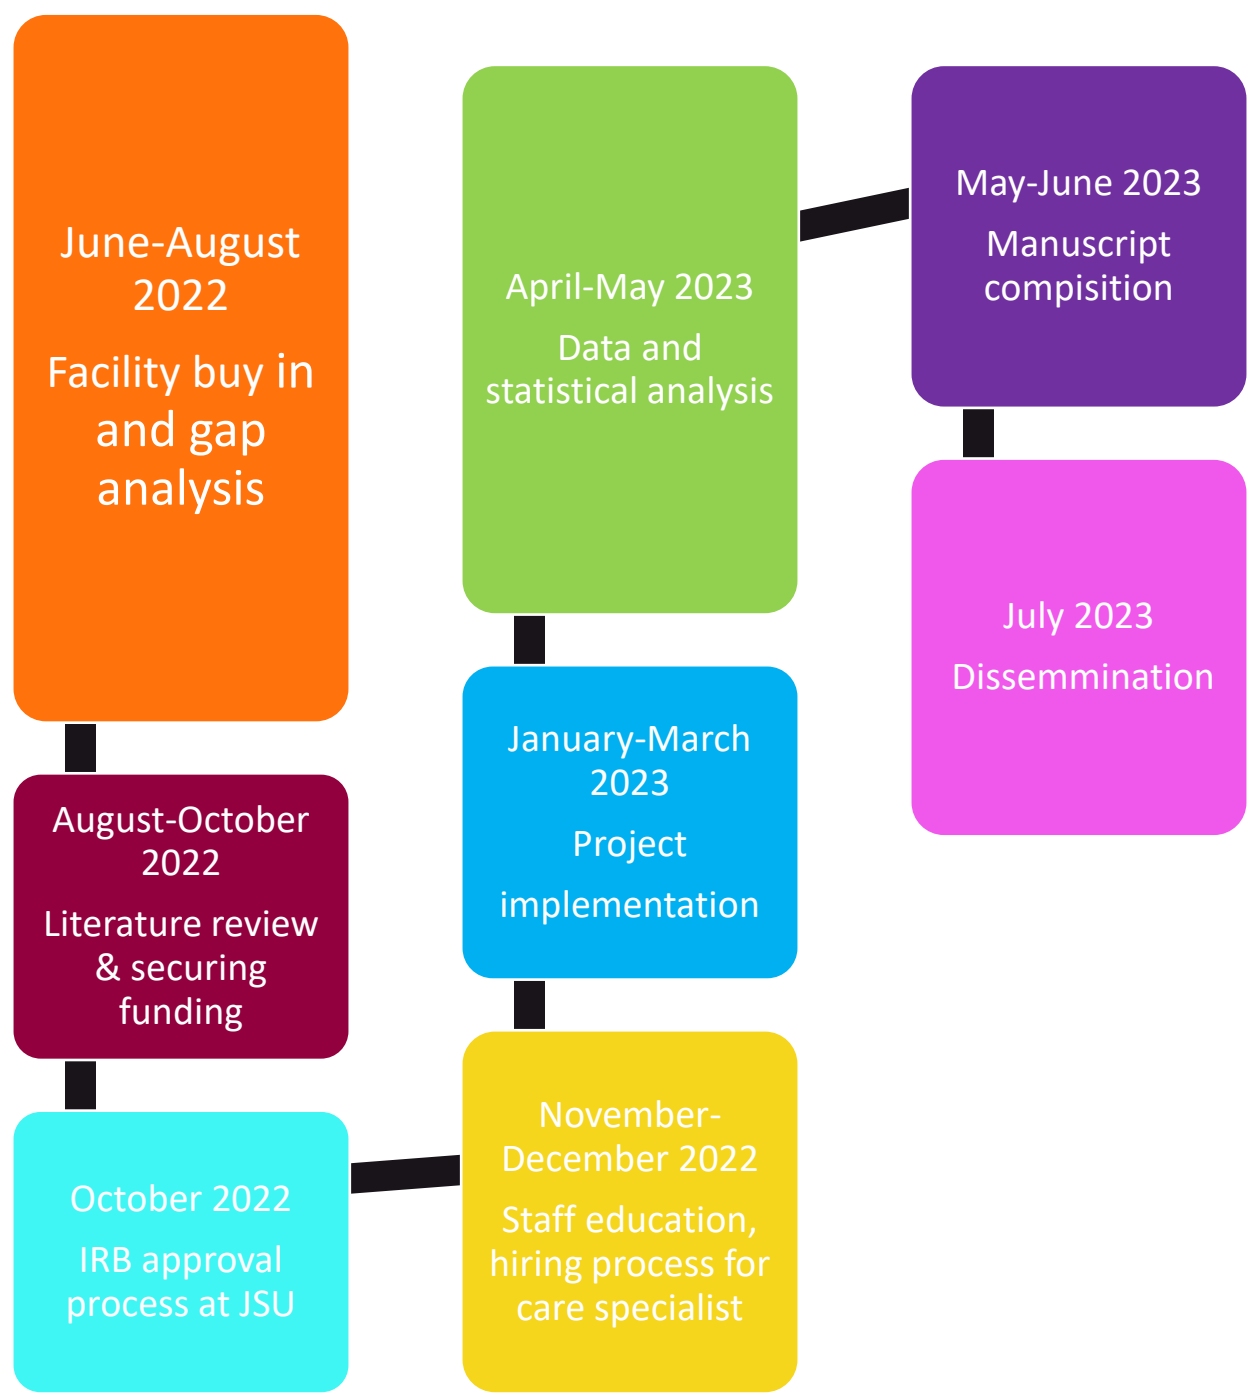 June-August
2022
Facility buy in
and gap
analysis
August-October
2022
Literature review
& securing
funding
October 2022
IRB approval
process at JSU
November-
December 2022
Staff education,
hiring process for
care specialist
January-March
2023
Project
implementation
April-May 2023
Data and
statistical analysis
May-June 2023
Manuscript
compisition
July 2023
Dissemmination